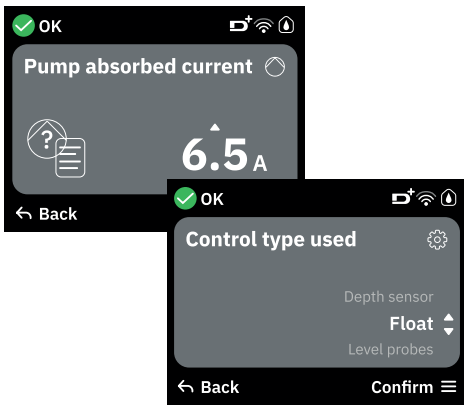 OK
D+
Pump absorbed current
?
6.5 A
Back
OK
D+
Control type used
Depth sensor
Float
Level probes
Back
Confirm